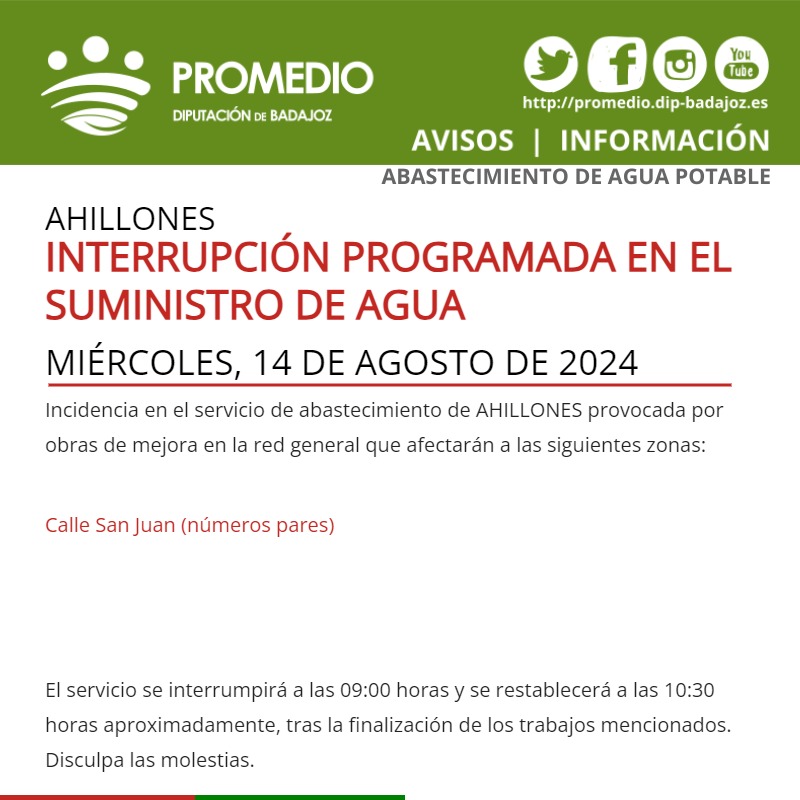 PROMEDIO
DIPUTACIÓN DE BADAJOZ
You
Tube
http://promedio.dip-badajoz.es
AVISOS | INFORMACIÓN
ABASTECIMIENTO DE AGUA POTABLE
AHILLONES
INTERRUPCIÓN PROGRAMADA EN EL
SUMINISTRO DE AGUA
MIÉRCOLES, 14 DE AGOSTO DE 2024
Incidencia en el servicio de abastecimiento de AHILLONES provocada por
obras de mejora en la red general que afectarán a las siguientes zonas:
Calle San Juan (números pares)
El servicio se interrumpirá a las 09:00 horas y se restablecerá a las 10:30
horas aproximadamente, tras la finalización de los trabajos mencionados.
Disculpa las molestias.